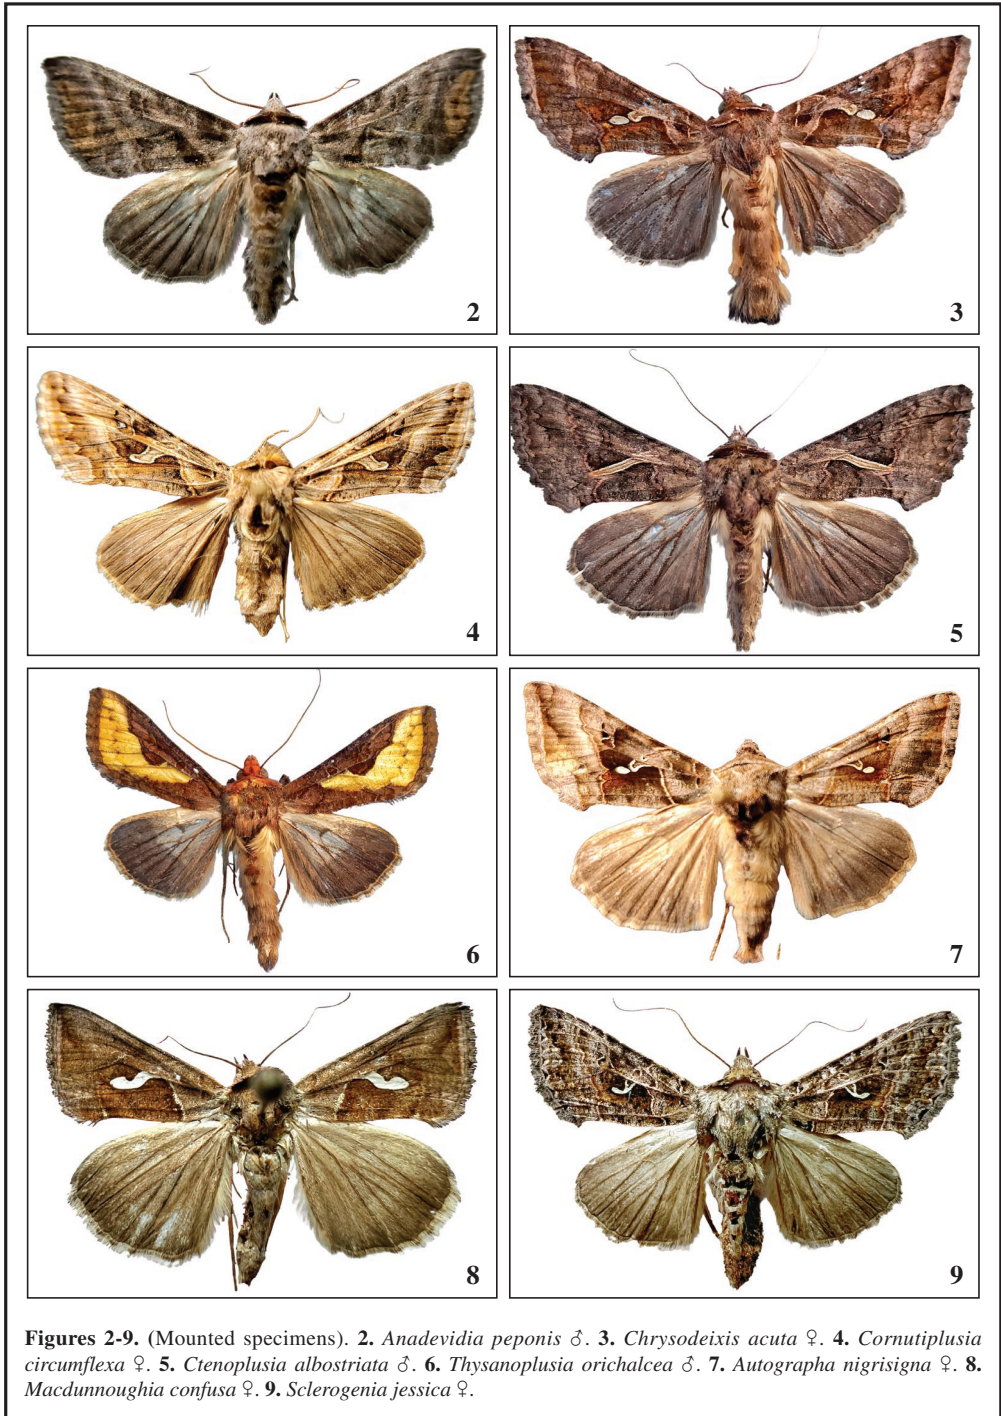 2
3
4
5
6
7
8
9
Figures 2-9. (Mounted specimens). 2. Anadevidia peponis ♂. 3. Chrysodeixis acuta ♀. 4. Cornutiplusia
circumflexa ♀. 5. Ctenoplusia albostriata ♂. 6. Thysanoplusia orichalcea ♂. 7. Autographa nigrisigna ♀. 8.
Macdunnoughia confusa ♀. 9. Sclerogenia jessica ♀.